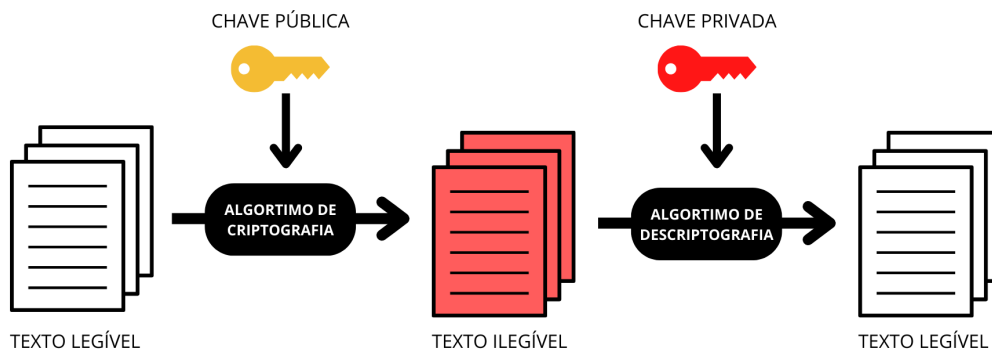 CHAVE PÚBLICA
CHAVE PRIVADA
ALGORTIMO DE
CRIPTOGRAFIA
ALGORTIMO DE
DESCRIPTOGRAFIA
TEXTO LEGÍVEL
TEXTO ILEGÍVEL
TEXTO LEGÍVEL